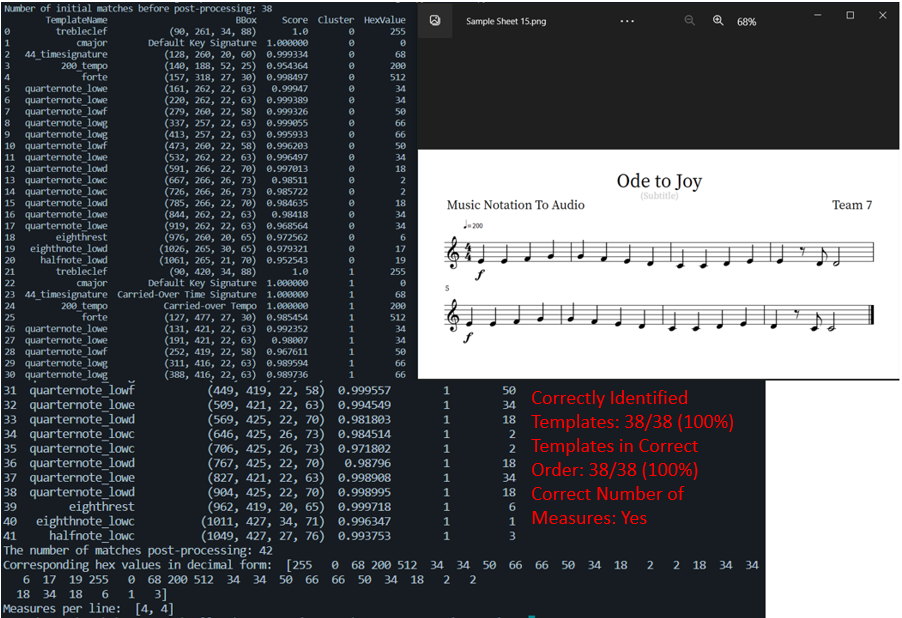 Number of initial matches before post-processing: 38
TemplateName BBox Score Cluster HexValue
0 trebleclef (90, 261, 34, 88) 1.0 0 255
1 cmajor Default Key Signature 1.000000 0 0
2 44_timesignature (128, 260, 20, 60) 0.999334 0 68
3 200_tempo (140, 188, 52, 25) 0.954364 0 200
4 forte (157, 318, 27, 30) 0.998497 0 512
5 quarternote_lowe (161, 262, 22, 63) 0.99947 0 34
6 quarternote_lowe (220, 262, 22, 63) 0.999389 0 34
7 quarternote_lowf (279, 260, 22, 58) 0.999326 0 50
8 quarternote_lowg (337, 257, 22, 63) 0.999055 0 66
9 quarternote_lowg (413, 257, 22, 63) 0.995933 0 66
10 quarternote_lowf (473, 260, 22, 58) 0.996203 0 50
11 quarternote_lowe (532, 262, 22, 63) 0.996497 0 34
12 quarternote_lowd (591, 266, 22, 70) 0.997013 0 18
13 quarternote_lowc (667, 266, 26, 73) 0.98511 0 2
14 quarternote_lowc (726, 266, 26, 73) 0.985722 0 2
15 quarternote_lowd (785, 266, 22, 70) 0.984635 0 18
16 quarternote_lowe (844, 262, 22, 63) 0.98418 0 34
17 quarternote_lowe (919, 262, 22, 63) 0.968564 0 34
18 eighthrest (976, 260, 20, 65) 0.972562 0 6
19 eighthnote_lowd (1026, 265, 30, 65) 0.979321 0 17
20 halfnote_lowd (1061, 265, 21, 70) 0.952543 0 19
21 trebleclef (90, 420, 34, 88) 1.0 1 255
22 cmajor Default Key Signature 1.000000 1 0
23 44_timesignature Carried-Over Time Signature 1.000000 1 68
24 200_tempo Carried-over Tempo 1.000000 1 200
25 forte (127, 477, 27, 30) 0.985454 1 512
26 quarternote_lowe (131, 421, 22, 63) 0.992352 1 34
27 quarternote_lowe (191, 421, 22, 63) 0.98007 1 34
28 quarternote_lowf (252, 419, 22, 58) 0.967611 1 50
29 quarternote_lowg (311, 416, 22, 63) 0.989594 1 66
30 quarternote_lowg (388, 416, 22, 63) 0.989736 1 66
31 quarternote_lowf (449, 419, 22, 58) 0.999557 1 50
32 quarternote_lowe (509, 421, 22, 63) 0.994549 1 34
33 quarternote_lowd (569, 425, 22, 70) 0.981803 1 18
34 quarternote_lowc (646, 425, 26, 73) 0.984514 1 2
35 quarternote_lowc (706, 425, 26, 73) 0.971802 1 2
36 quarternote_lowd (767, 425, 22, 70) 0.98796 1 18
37 quarternote_lowe (827, 421, 22, 63) 0.998908 1 34
38 quarternote_lowd (904, 425, 22, 70) 0.998995 1 18
39 eighthrest (962, 419, 20, 65) 0.999718 1 6
40 eighthnote_lowc (1011, 427, 34, 71) 0.996347 1 1
41 halfnote_lowc (1049, 427, 27, 76) 0.993753 1 3
The number of matches post-processing: 42
Corresponding hex values in decimal form: [255 0 68 200 512 34 34 50 66 66 50 34 18 2 2 18 34 34
6 17 19 255 0 68 200 512 34 34 50 66 66 50 34 18 2 2
18 34 18 6 1 3]
Measures per line: [4, 4]
Sample Sheet 15.png
68%
Ode to Joy
(Subtitle)
Music Notation To Audio
Team 7
=200
4
4
f
5
f
Correctly Identified
Templates: 38/38 (100%)
Templates in Correct
Order: 38/38 (100%)
Correct Number of
Measures: Yes